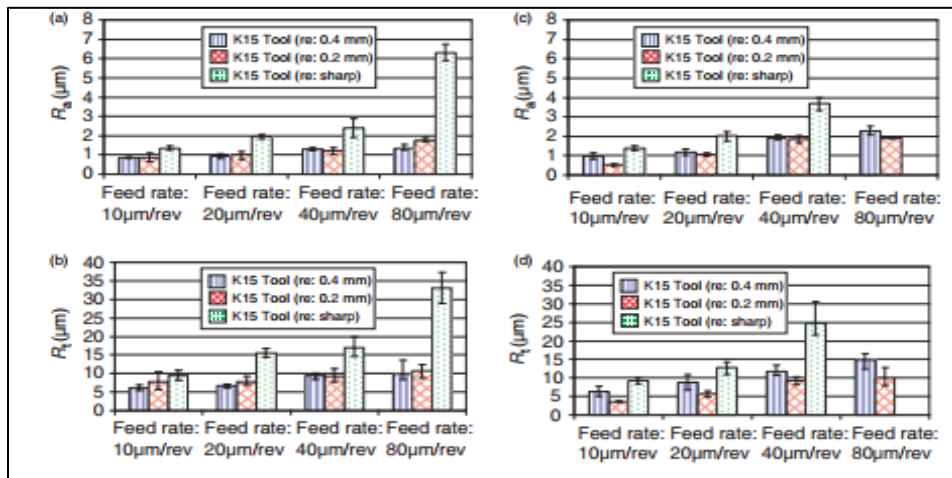 (a)
8
7
6
5
4
3
2
1
0
Ra (μm)
K15 Tool (re: 0.4 mm)
K15 Tool (re: 0.2 mm)
K15 Tool (re: sharp)
Feed rate: Feed rate: Feed rate: Feed rate:
10μm/rev 20μm/rev 40μm/rev 80μm/rev
(c)
8
7
6
5
4
3
2
1
0
Ra (μm)
K15 Tool (re: 0.4 mm)
K15 Tool (re: 0.2 mm)
K15 Tool (re: sharp)
Feed rate: Feed rate: Feed rate: Feed rate:
10μm/rev 20μm/rev 40μm/rev 80μm/rev
(b)
40
35
30
25
20
15
10
5
0
Rt (μm)
K15 Tool (re: 0.4 mm)
K15 Tool (re: 0.2 mm)
K15 Tool (re: sharp)
Feed rate: Feed rate: Feed rate: Feed rate:
10μm/rev 20μm/rev 40μm/rev 80μm/rev
(d)
40
35
30
25
20
15
10
5
0
Rt (μm)
K15 Tool (re: 0.4 mm)
K15 Tool (re: 0.2 mm)
K15 Tool (re: sharp)
Feed rate: Feed rate: Feed rate: Feed rate:
10μm/rev 20μm/rev 40μm/rev 80μm/rev